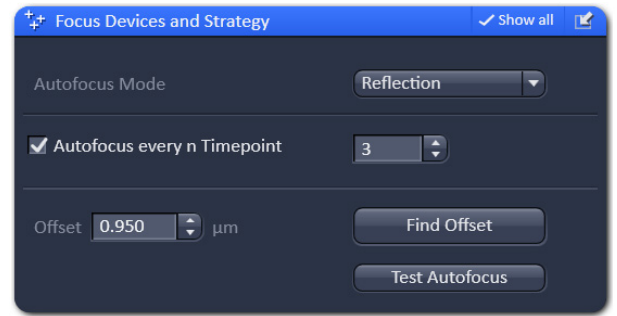 Focus Devices and Strategy Show all
Autofocus Mode Reflection
Autofocus every n Timepoint 3
Offset 0.950 µm Find Offset
Test Autofocus